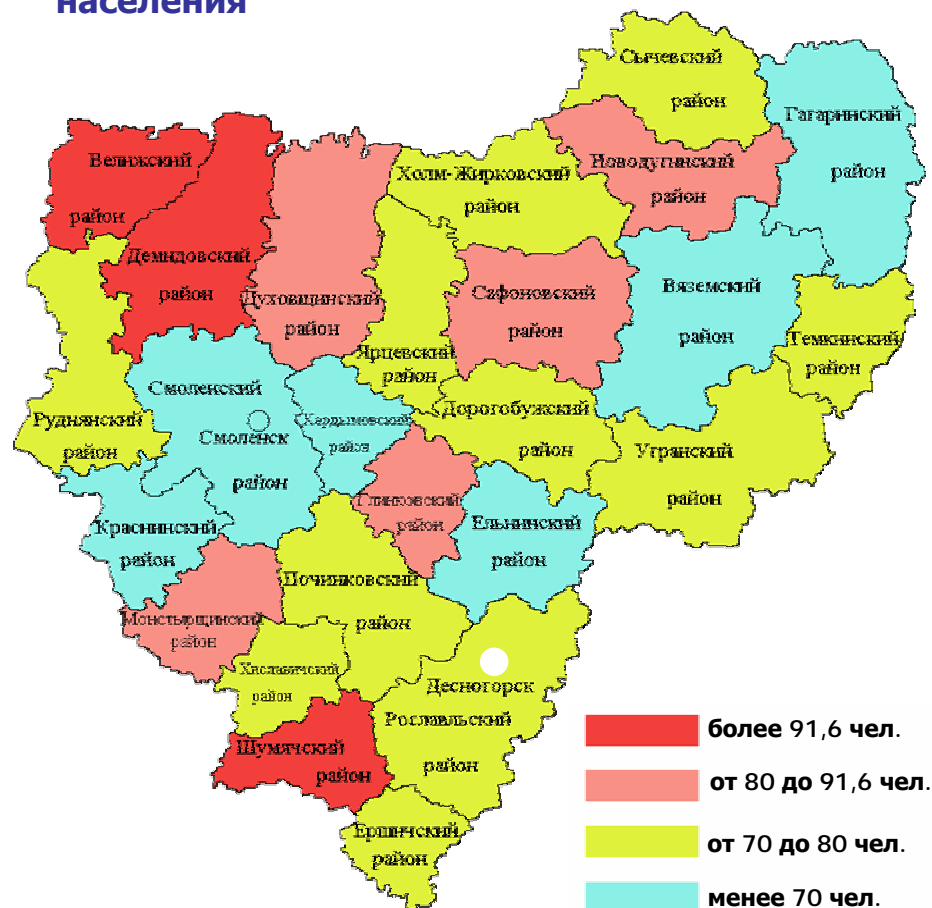 населения
Сычевский
район
Гагаринский
район
Велижский
район
Новодугинский
район
Холм-Жирковский
район
Демидовский
район
Духовщинский
район
Сафоновский
район
Вяземский
район
Темкинский
район
Ярцевский
район
Смоленский
Смоленск
район
Кардымовский
район
Дорогобужский
район
Руднянский
район
Угранский
район
Глинковский
район
Ельнинский
район
Краснинский
район
Починковский
район
Монстырщинский
район
Хиславичский
район
Десногорск
Рославльский
район
Шумячский
район
Ершичский
район
более 91,6 чел.
от 80 до 91,6 чел.
от 70 до 80 чел.
менее 70 чел.